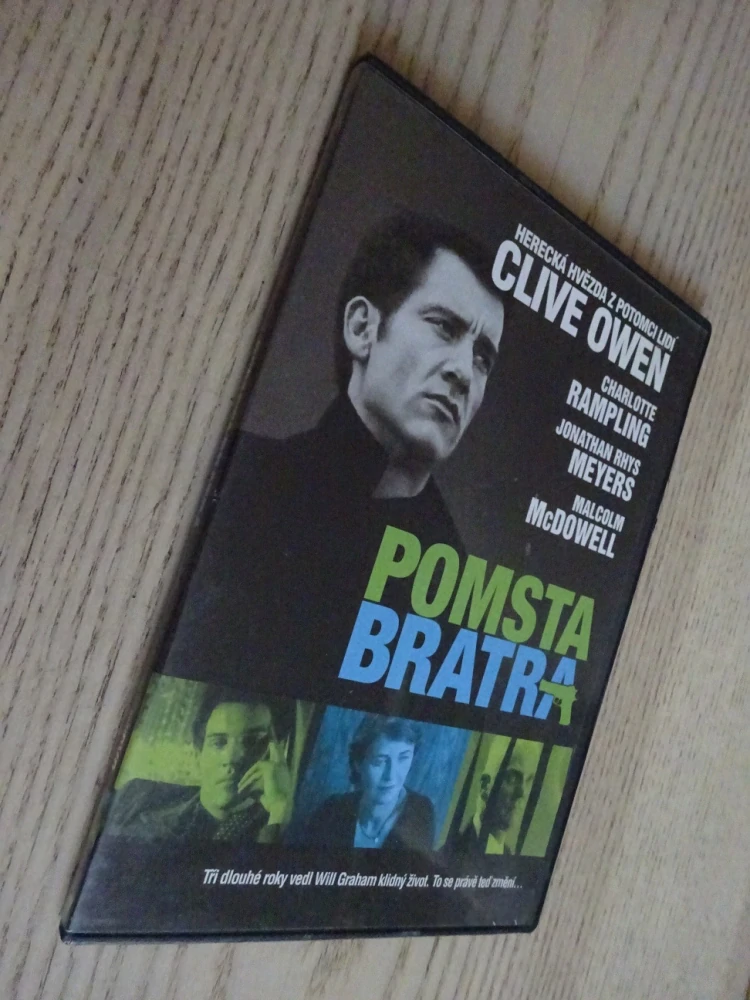 HERECKÁ HVĚZDA Z POTOMCI LIDÍ
CLIVE OWEN
CHARLOTTE
RAMPLING
JONATHAN RHYS
MEYERS
MALCOLM
McDOWELL
POMSTA
BRATRA
Tři dlouhé roky vedl Will Graham klidný život. To se právě teď změní...